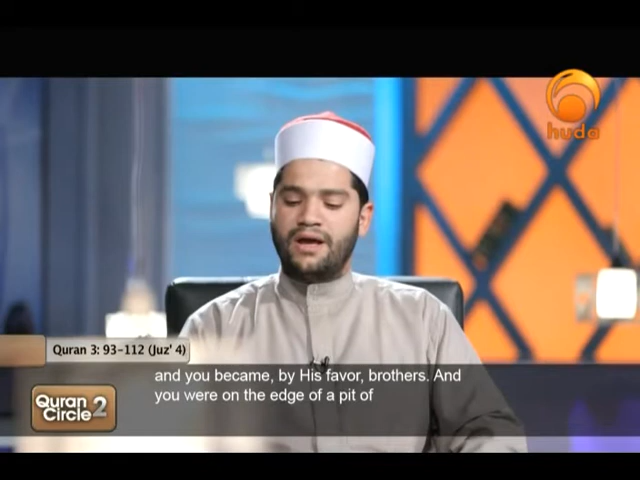 huda
Quran 3: 93-112 (Juz' 4)
and you became, by His favor, brothers. And
you were on the edge of a pit of
Quran
Circle 2